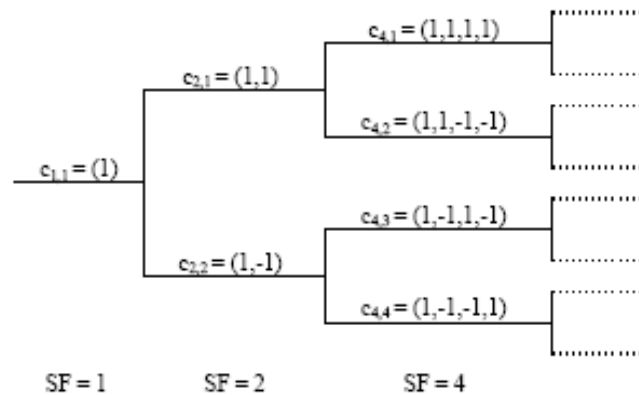 c4,1 = (1,1,1,1)
c2,1 = (1,1)
c4,2 = (1,1,-1,-1)
c1,1 = (1)
c4,3 = (1,-1,1,-1)
c2,2 = (1,-1)
c4,4 = (1,-1,-1,1)
SF = 1 SF = 2 SF = 4